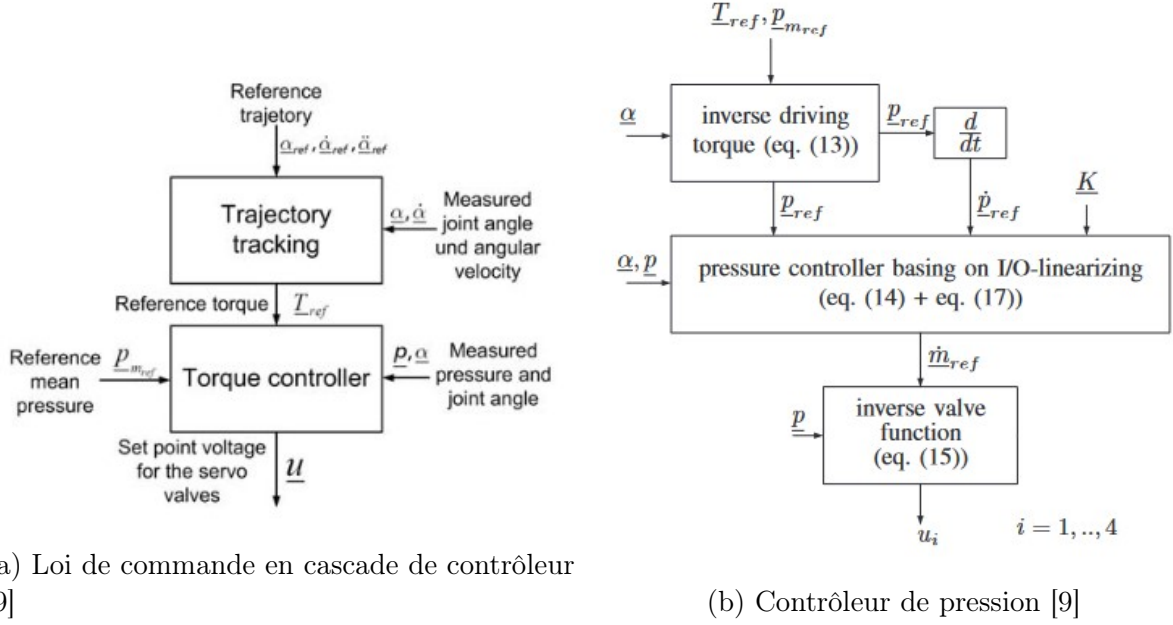 Reference
trajetory
α_ref, α̇_ref, α̈_ref
Trajectory
tracking
α, α̇
Measured
joint angle
und angular
velocity
Reference torque
T_ref
Reference
mean
pressure
p_m_ref
Torque controller
p, α
Measured
pressure and
joint angle
Set point voltage
for the servo
valves
u
a) Loi de commande en cascade de contrôleur
9]
T_ref, p_m_ref
α
inverse driving
torque (eq. (13))
p_ref
d
dt
p_ref
ṗ_ref
K
α, p
pressure controller basing on I/O-linearizing
(eq. (14) + eq. (17))
ṁ_ref
p
inverse valve
function
(eq. (15))
u_i
i = 1, .., 4
(b) Contrôleur de pression [9]